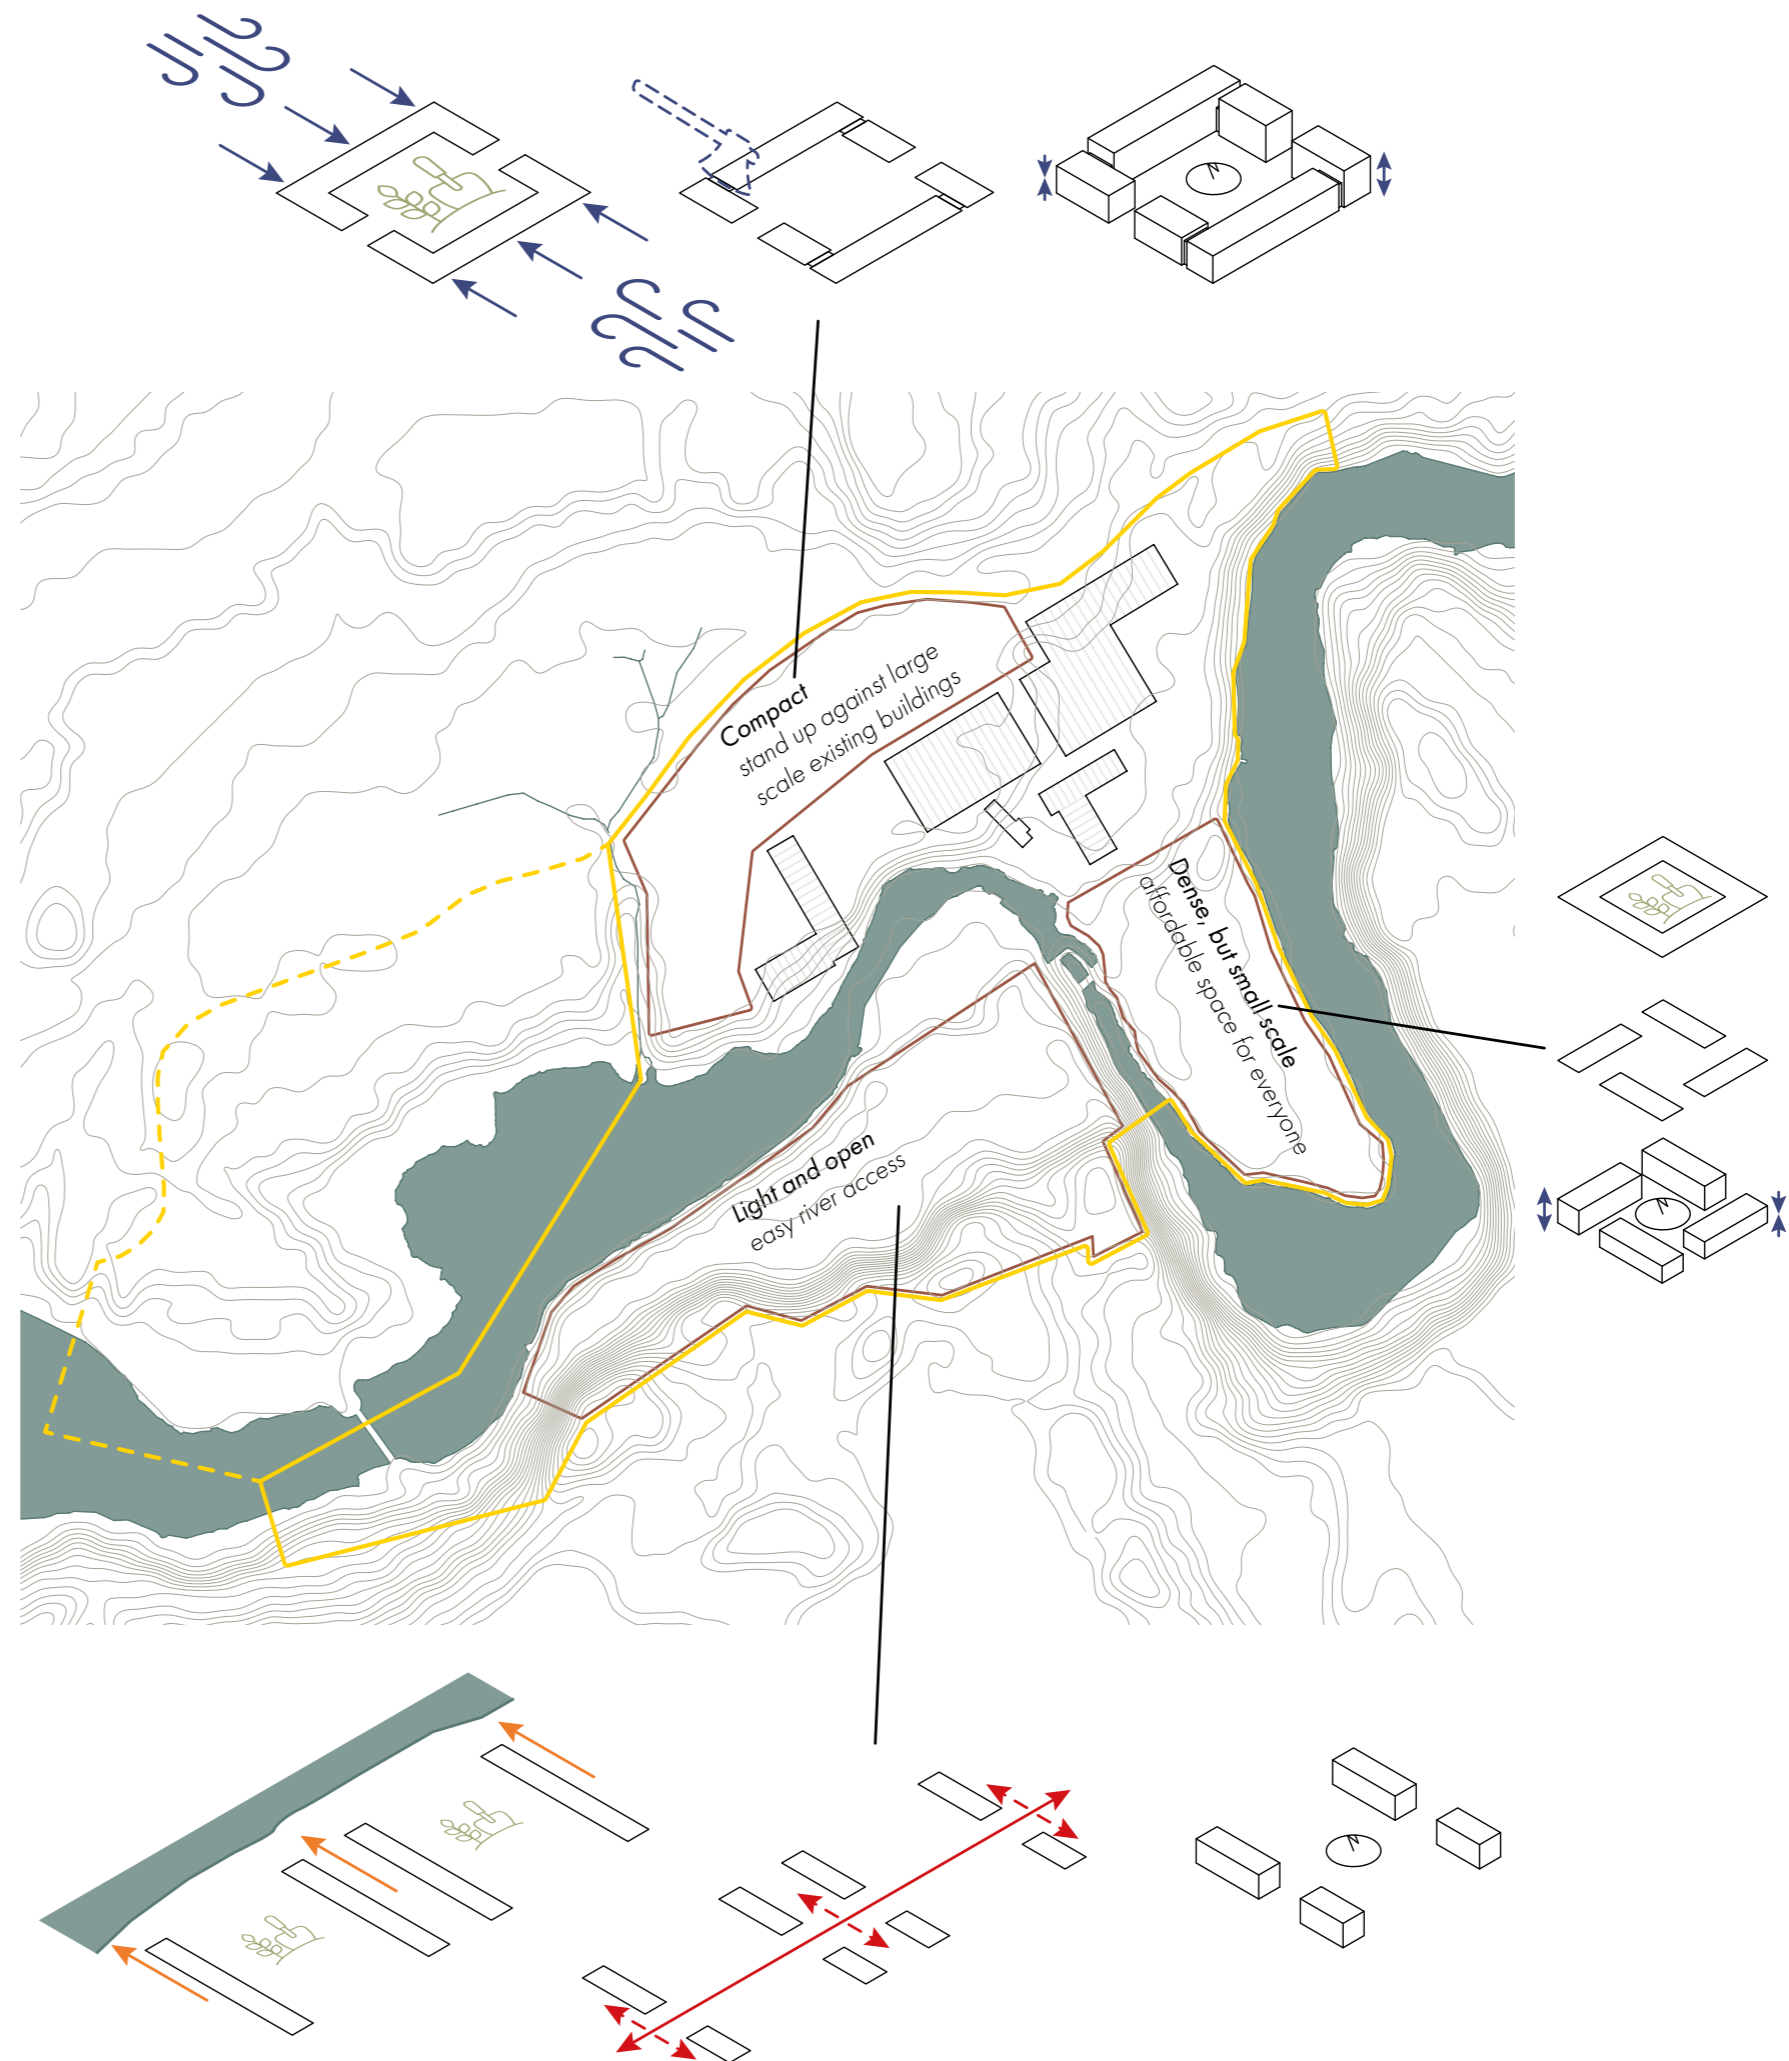 N
Compact
stand up against large
scale existing buildings
Dense, but small scale
affordable space for everyone
Light and open
easy river access
N
N